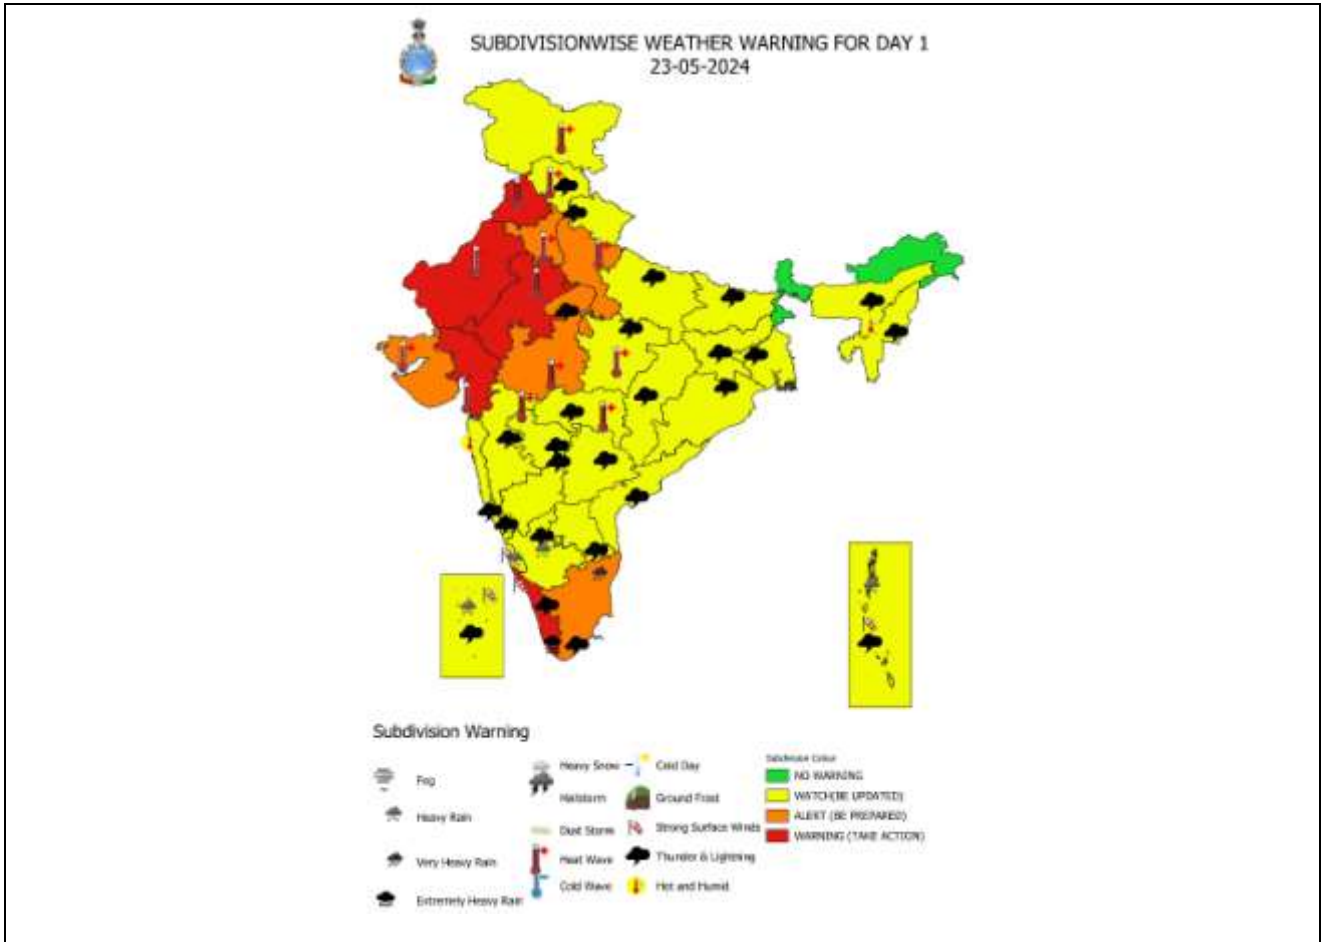 SUBDIVISIONWISE WEATHER WARNING FOR DAY 1
23-05-2024
Subdivision Warning
Fog
Heavy Rain
Very Heavy Rain
Extremely Heavy Rain
Heavy Snow
Hailstorm
Dust Storm
Heat Wave
Cold Wave
Cold Day
Ground Frost
Strong Surface Winds
Thunder & Lightning
Hot and Humid
Subdivision Colour
NO WARNING
WATCH(BE UPDATED)
ALERT (BE PREPARED)
WARNING (TAKE ACTION)